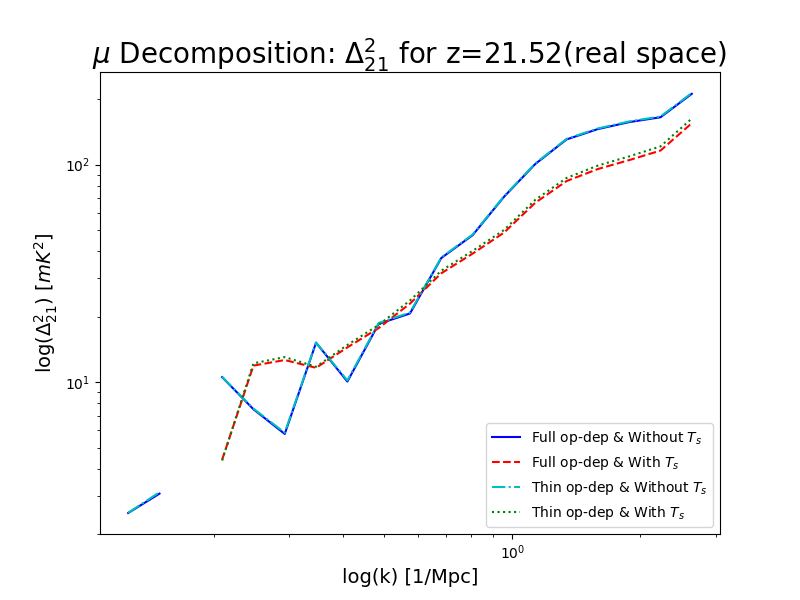 μ Decomposition: Δ²₂₁ for z=21.52(real space)
log(Δ²₂₁) [mK²]
10²
10¹
10⁰
log(k) [1/Mpc]
Full op-dep & Without Tₛ
Full op-dep & With Tₛ
Thin op-dep & Without Tₛ
Thin op-dep & With Tₛ